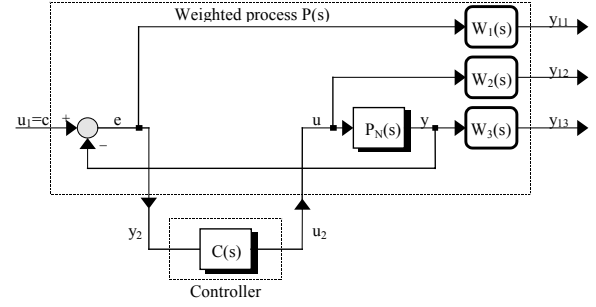 Weighted process P(s)
W₁(s)
y₁₁
W₂(s)
y₁₂
u₁=c
+
−
e
u
P_N(s)
y
W₃(s)
y₁₃
y₂
C(s)
u₂
Controller